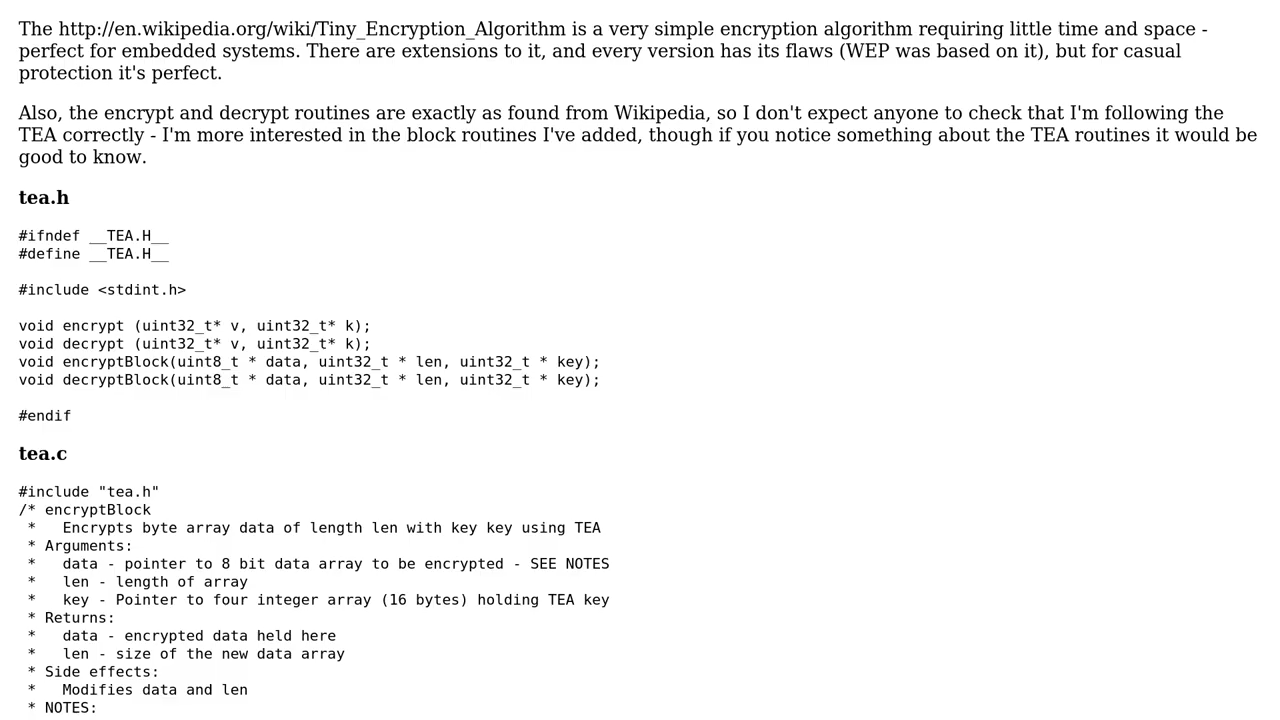 The http://en.wikipedia.org/wiki/Tiny_Encryption_Algorithm is a very simple encryption algorithm requiring little time and space -
perfect for embedded systems. There are extensions to it, and every version has its flaws (WEP was based on it), but for casual
protection it's perfect.
Also, the encrypt and decrypt routines are exactly as found from Wikipedia, so I don't expect anyone to check that I'm following the
TEA correctly - I'm more interested in the block routines I've added, though if you notice something about the TEA routines it would be
good to know.
tea.h
#ifndef __TEA.H__
#define __TEA.H__
#include <stdint.h>
void encrypt (uint32_t* v, uint32_t* k);
void decrypt (uint32_t* v, uint32_t* k);
void encryptBlock(uint8_t * data, uint32_t * len, uint32_t * key);
void decryptBlock(uint8_t * data, uint32_t * len, uint32_t * key);
#endif
tea.c
#include "tea.h"
/* encryptBlock
 *   Encrypts byte array data of length len with key key using TEA
 * Arguments:
 *   data - pointer to 8 bit data array to be encrypted - SEE NOTES
 *   len - length of array
 *   key - Pointer to four integer array (16 bytes) holding TEA key
 * Returns:
 *   data - encrypted data held here
 *   len - size of the new data array
 * Side effects:
 *   Modifies data and len
 * NOTES: